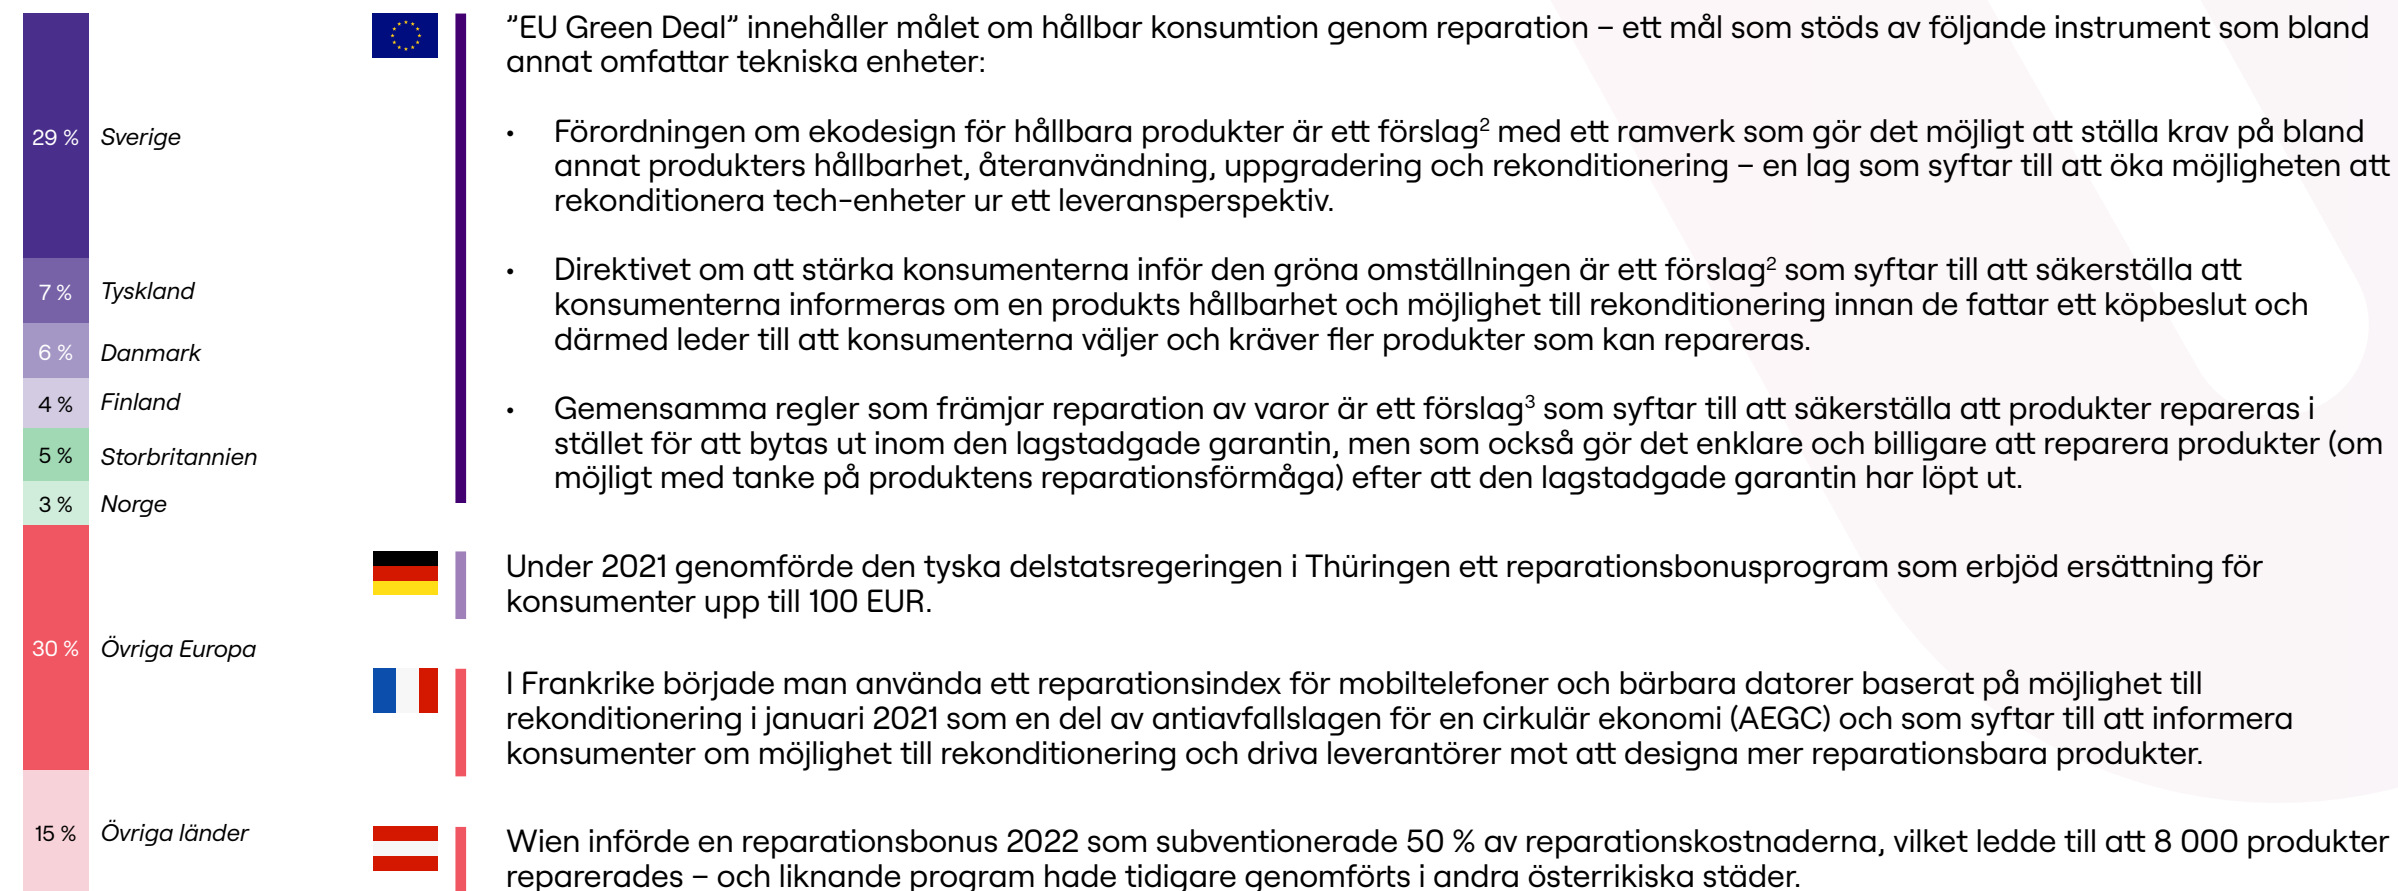 29 % Sverige
7 % Tyskland
6 % Danmark
4 % Finland
5 % Storbritannien
3 % Norge
30 % Övriga Europa
15 % Övriga länder
”EU Green Deal” innehåller målet om hållbar konsumtion genom reparation – ett mål som stöds av följande instrument som bland
annat omfattar tekniska enheter:
• Förordningen om ekodesign för hållbara produkter är ett förslag² med ett ramverk som gör det möjligt att ställa krav på bland
annat produkters hållbarhet, återanvändning, uppgradering och rekonditionering – en lag som syftar till att öka möjligheten att
rekonditionera tech-enheter ur ett leveransperspektiv.
• Direktivet om att stärka konsumenterna inför den gröna omställningen är ett förslag² som syftar till att säkerställa att
konsumenterna informeras om en produkts hållbarhet och möjlighet till rekonditionering innan de fattar ett köpbeslut och
därmed leder till att konsumenterna väljer och kräver fler produkter som kan repareras.
• Gemensamma regler som främjar reparation av varor är ett förslag³ som syftar till att säkerställa att produkter repareras i
stället för att bytas ut inom den lagstadgade garantin, men som också gör det enklare och billigare att reparera produkter (om
möjligt med tanke på produktens reparationsförmåga) efter att den lagstadgade garantin har löpt ut.
Under 2021 genomförde den tyska delstatsregeringen i Thüringen ett reparationsbonusprogram som erbjöd ersättning för
konsumenter upp till 100 EUR.
I Frankrike började man använda ett reparationsindex för mobiltelefoner och bärbara datorer baserat på möjlighet till
rekonditionering i januari 2021 som en del av antiavfallslagen för en cirkulär ekonomi (AEGC) och som syftar till att informera
konsumenter om möjlighet till rekonditionering och driva leverantörer mot att designa mer reparationsbara produkter.
Wien införde en reparationsbonus 2022 som subventionerade 50 % av reparationskostnaderna, vilket ledde till att 8 000 produkter
reparerades – och liknande program hade tidigare genomförts i andra österrikiska städer.